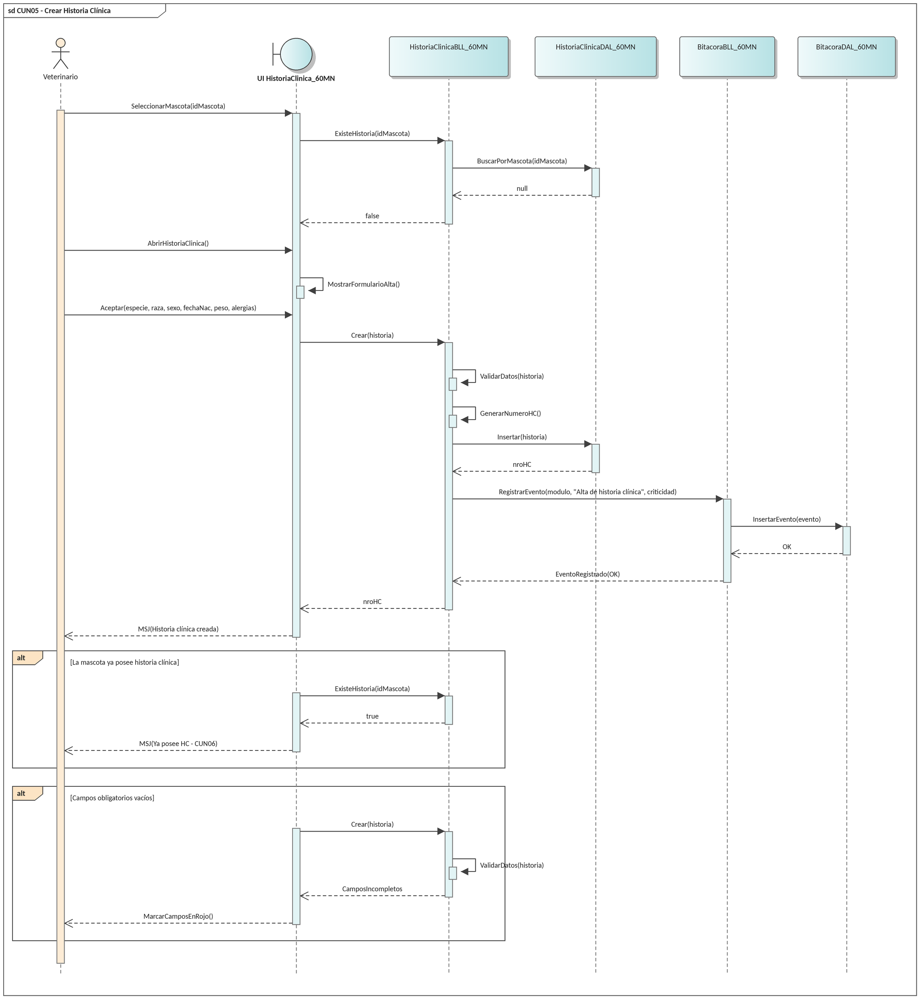 sd CUN05 - Crear Historia Clínica
Veterinario
UI HistoriaClinica_60MN
HistoriaClinicaBLL_60MN
HistoriaClinicaDAL_60MN
BitacoraBLL_60MN
BitacoraDAL_60MN
SeleccionarMascota(idMascota)
ExisteHistoria(idMascota)
BuscarPorMascota(idMascota)
null
false
AbrirHistoriaClinica()
MostrarFormularioAlta()
Aceptar(especie, raza, sexo, fechaNac, peso, alergias)
Crear(historia)
ValidarDatos(historia)
GenerarNumeroHC()
Insertar(historia)
nroHC
RegistrarEvento(modulo, "Alta de historia clínica", criticidad)
InsertarEvento(evento)
OK
EventoRegistrado(OK)
nroHC
MSJ(Historia clínica creada)
alt
[La mascota ya posee historia clínica]
ExisteHistoria(idMascota)
true
MSJ(Ya posee HC - CUN06)
alt
[Campos obligatorios vacíos]
Crear(historia)
ValidarDatos(historia)
CamposIncompletos
MarcarCamposEnRojo()